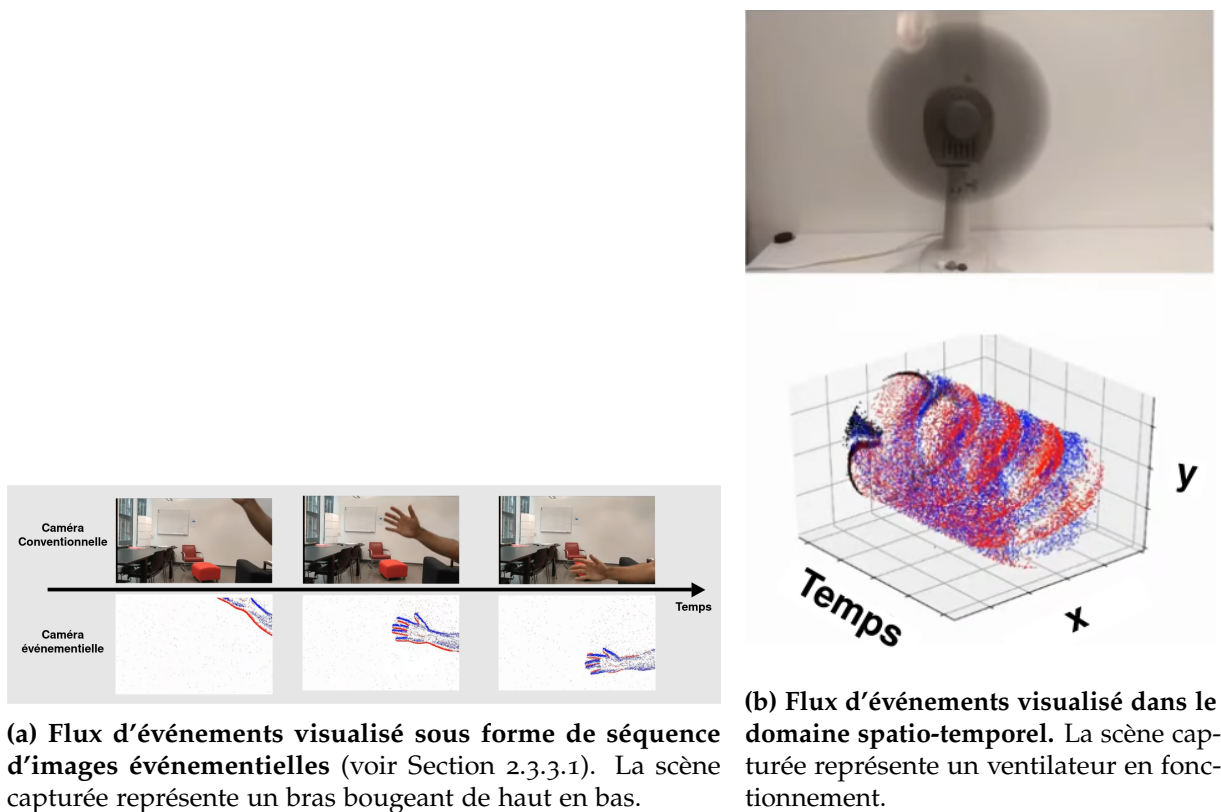 Caméra
Conventionnelle
Temps
Caméra
événementielle
(a) Flux d'événements visualisé sous forme de séquence
d'images événementielles (voir Section 2.3.3.1). La scène
capturée représente un bras bougeant de haut en bas.
y
x
Temps
(b) Flux d'événements visualisé dans le
domaine spatio-temporel. La scène cap-
turée représente un ventilateur en fonc-
tionnement.